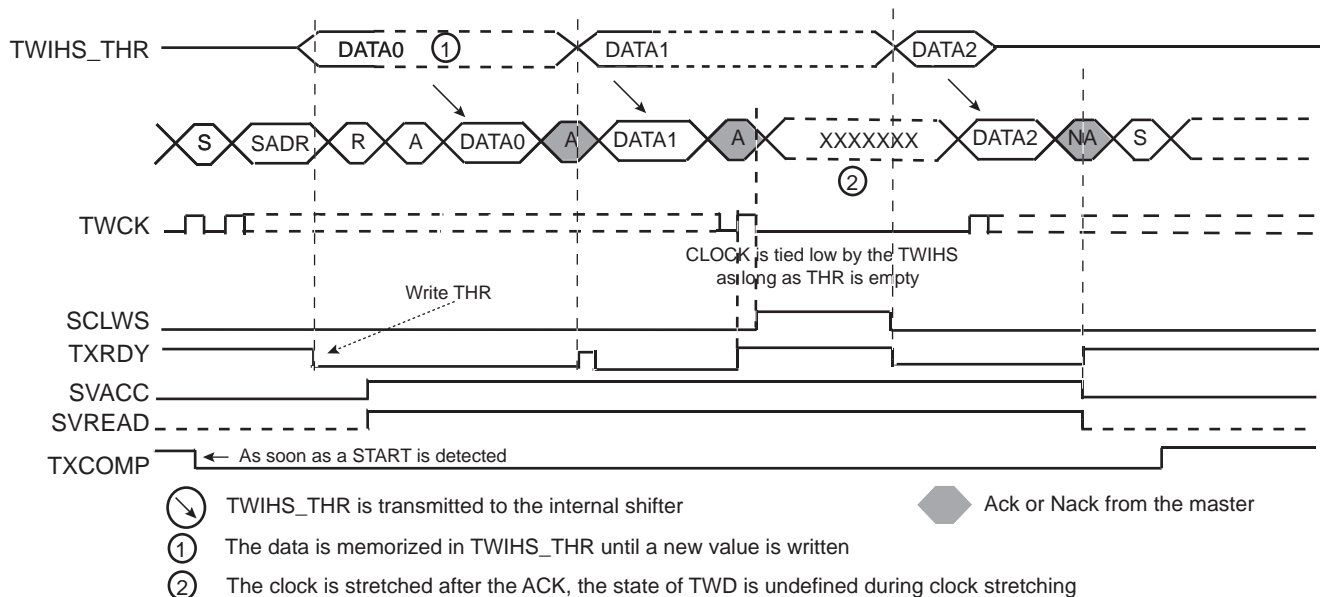 TWIHS_THR DATA0 1 DATA1 DATA2
S SADR R A DATA0 A DATA1 A XXXXXXX DATA2 NA S
2
TWCK
CLOCK is tied low by the TWIHS
as long as THR is empty
Write THR
SCLWS
TXRDY
SVACC
SVREAD
TXCOMP As soon as a START is detected
TWIHS_THR is transmitted to the internal shifter Ack or Nack from the master
1 The data is memorized in TWIHS_THR until a new value is written
2 The clock is stretched after the ACK, the state of TWD is undefined during clock stretching